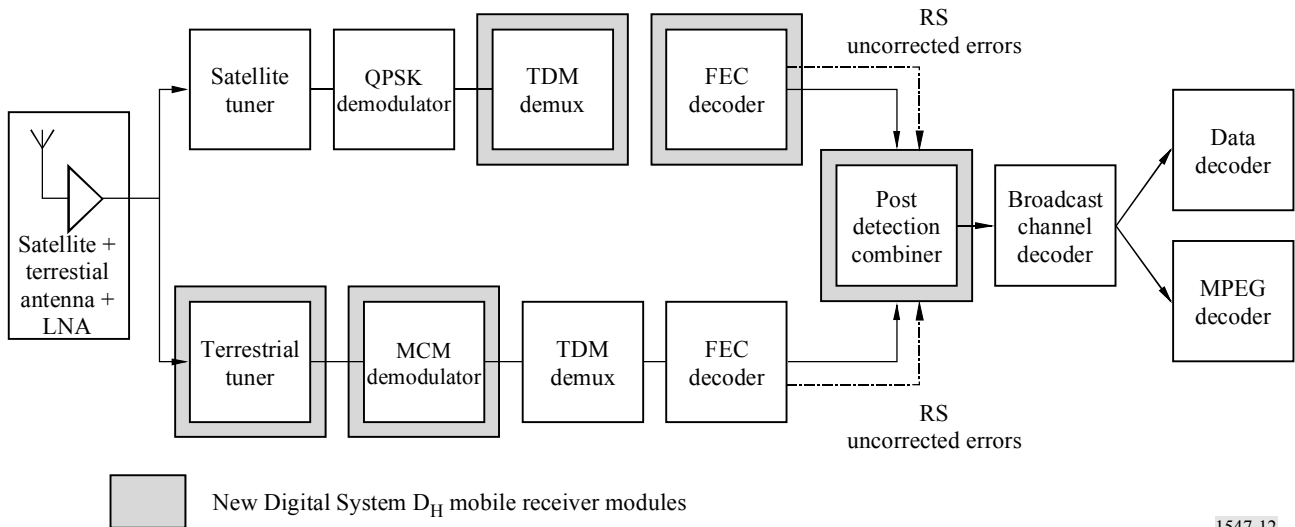 RS
uncorrected errors
Satellite
tuner
QPSK
demodulator
TDM
demux
FEC
decoder
Satellite +
terrestial
antenna +
LNA
Post
detection
combiner
Broadcast
channel
decoder
Data
decoder
MPEG
decoder
Terrestrial
tuner
MCM
demodulator
TDM
demux
FEC
decoder
RS
uncorrected errors
New Digital System D_H mobile receiver modules
1547-12